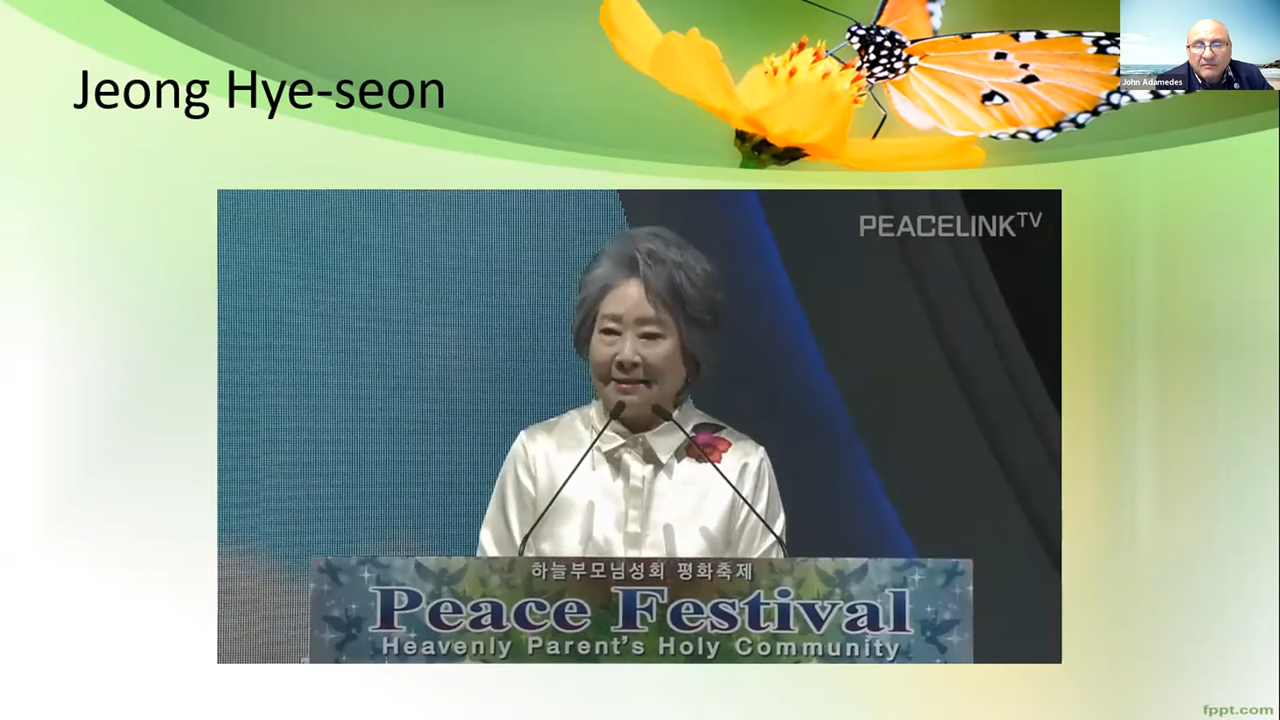 Jeong Hye-seon
John Adamedes
PEACELINK TV
하늘부모님성회 평화축제
Peace Festival
Heavenly Parent's Holy Community
fppt.com